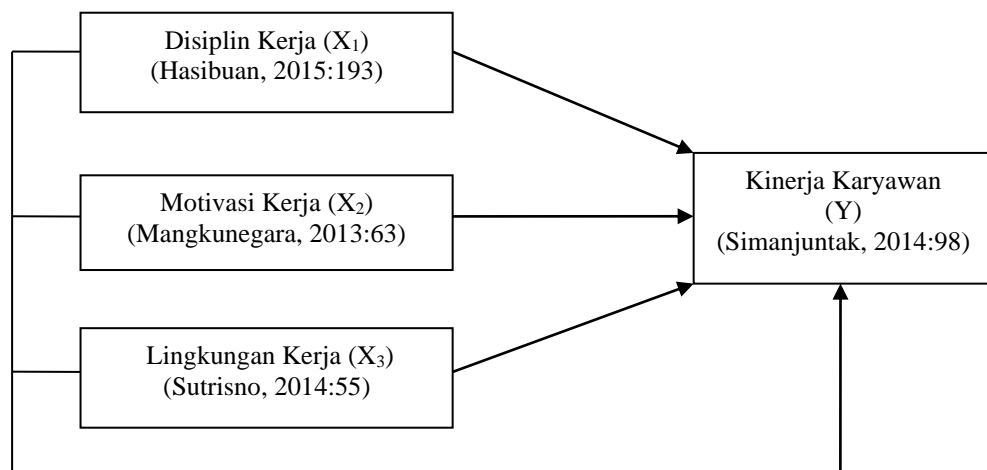 Disiplin Kerja (X₁)
(Hasibuan, 2015:193)
Motivasi Kerja (X₂)
(Mangkunegara, 2013:63)
Lingkungan Kerja (X₃)
(Sutrisno, 2014:55)
Kinerja Karyawan
(Y)
(Simanjuntak, 2014:98)